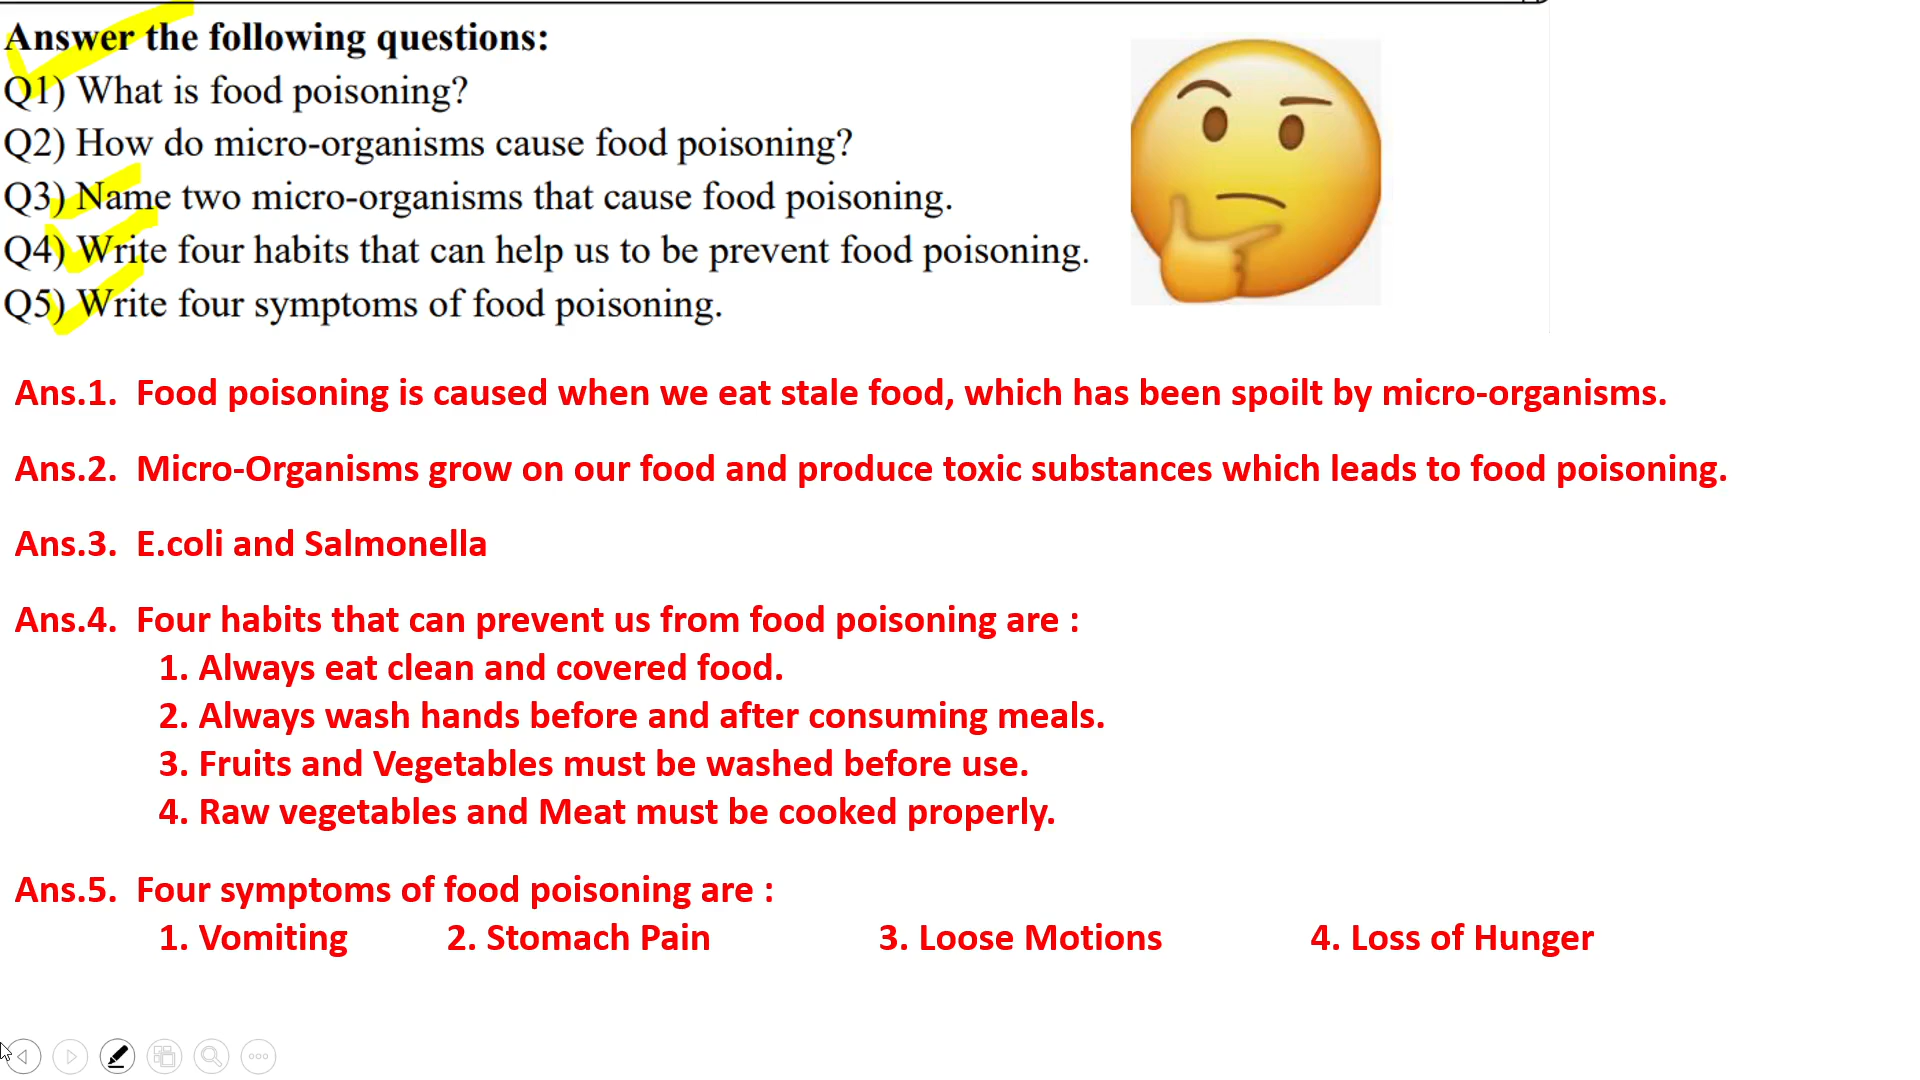 Answer the following questions:
Q1) What is food poisoning?
Q2) How do micro-organisms cause food poisoning?
Q3) Name two micro-organisms that cause food poisoning.
Q4) Write four habits that can help us to be prevent food poisoning.
Q5) Write four symptoms of food poisoning.
Ans.1. Food poisoning is caused when we eat stale food, which has been spoilt by micro-organisms.
Ans.2. Micro-Organisms grow on our food and produce toxic substances which leads to food poisoning.
Ans.3. E.coli and Salmonella
Ans.4. Four habits that can prevent us from food poisoning are :
1. Always eat clean and covered food.
2. Always wash hands before and after consuming meals.
3. Fruits and Vegetables must be washed before use.
4. Raw vegetables and Meat must be cooked properly.
Ans.5. Four symptoms of food poisoning are :
1. Vomiting 2. Stomach Pain 3. Loose Motions 4. Loss of Hunger